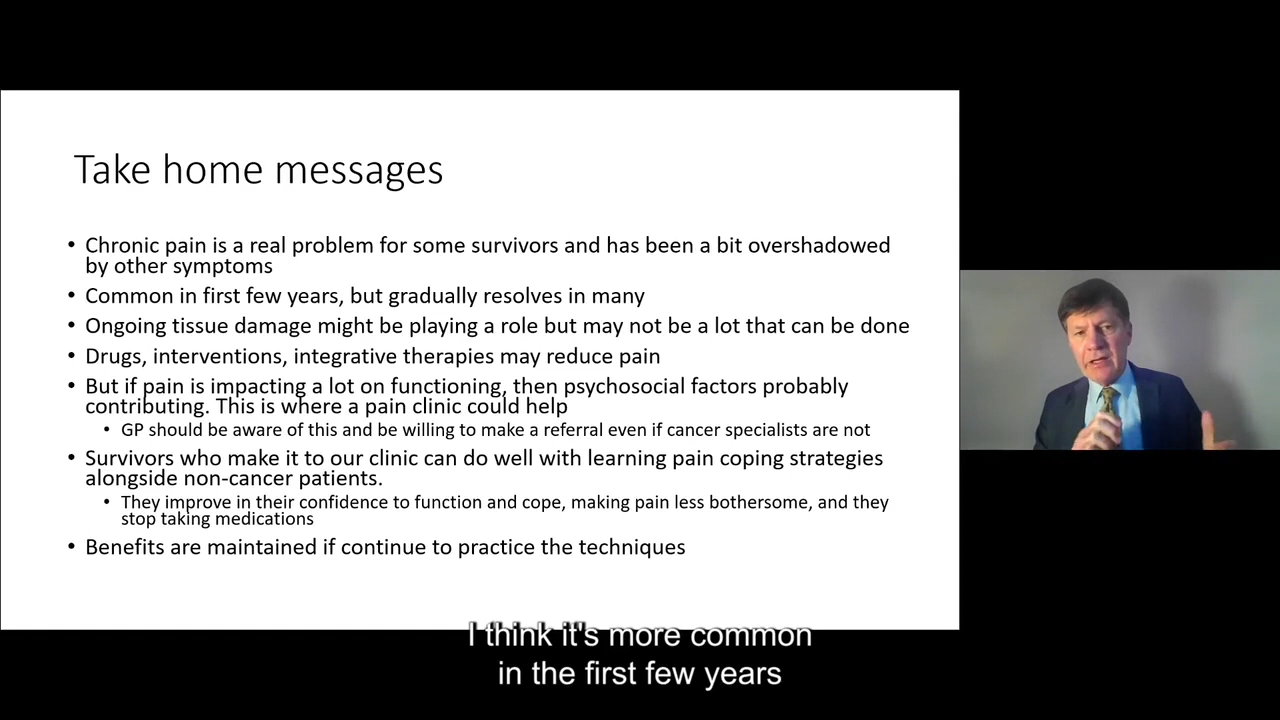 Take home messages
• Chronic pain is a real problem for some survivors and has been a bit overshadowed
by other symptoms
• Common in first few years, but gradually resolves in many
• Ongoing tissue damage might be playing a role but may not be a lot that can be done
• Drugs, interventions, integrative therapies may reduce pain
• But if pain is impacting a lot on functioning, then psychosocial factors probably
contributing. This is where a pain clinic could help
• GP should be aware of this and be willing to make a referral even if cancer specialists are not
• Survivors who make it to our clinic can do well with learning pain coping strategies
alongside non-cancer patients.
• They improve in their confidence to function and cope, making pain less bothersome, and they
stop taking medications
• Benefits are maintained if continue to practice the techniques
I think it's more common
in the first few years